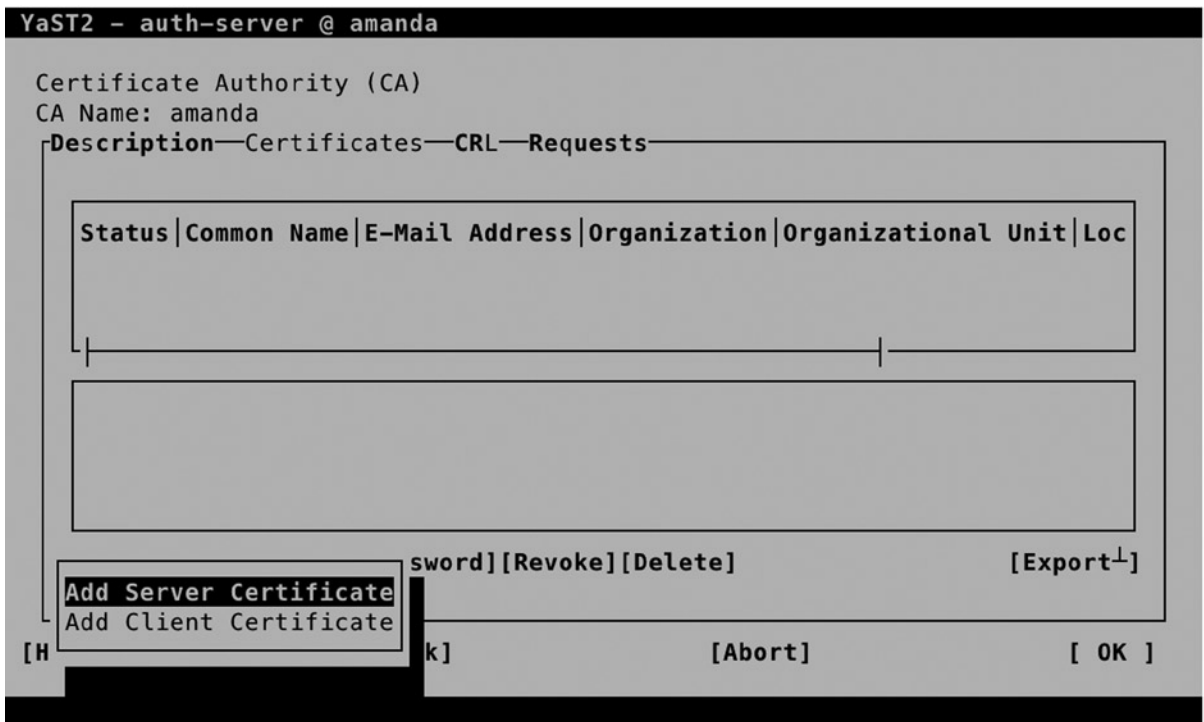 YaST2 - auth-server @ amanda
Certificate Authority (CA)
CA Name: amanda
Description Certificates CRL Requests
Status|Common Name|E-Mail Address|Organization|Organizational Unit|Loc
sword][Revoke][Delete] [Export┴]
Add Server Certificate
Add Client Certificate
[H k] [Abort] [ OK ]